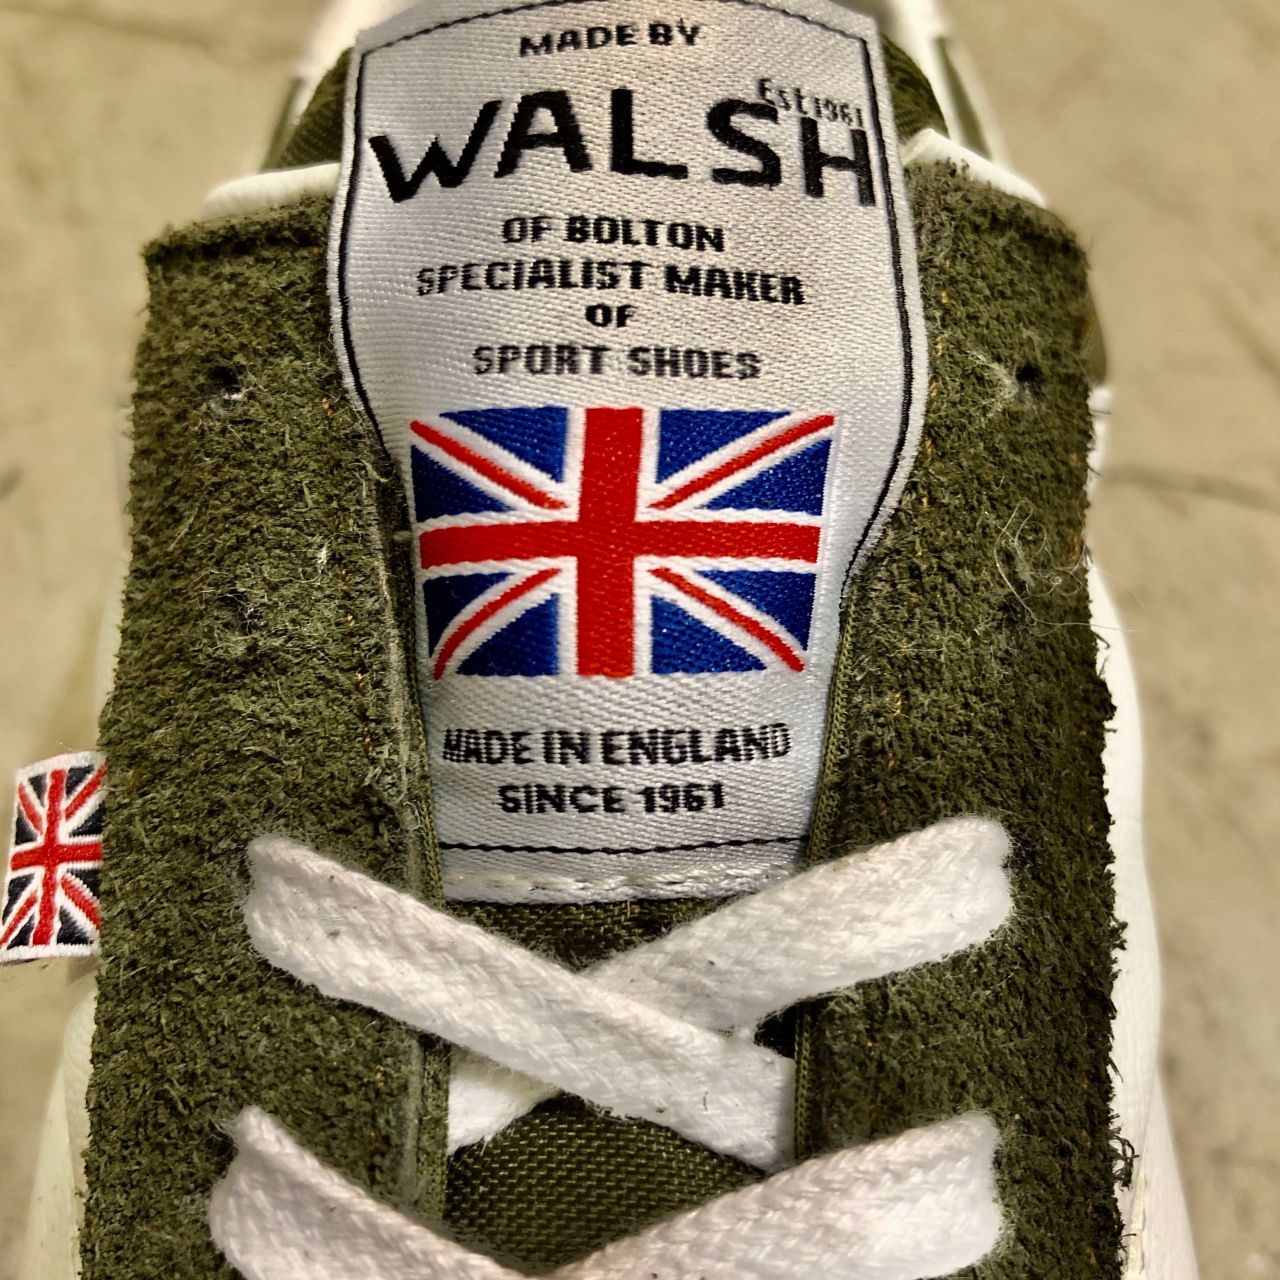 MADE BY
Est 1961
WALSH
OF BOLTON
SPECIALIST MAKER
OF
SPORT SHOES
MADE IN ENGLAND
SINCE 1961